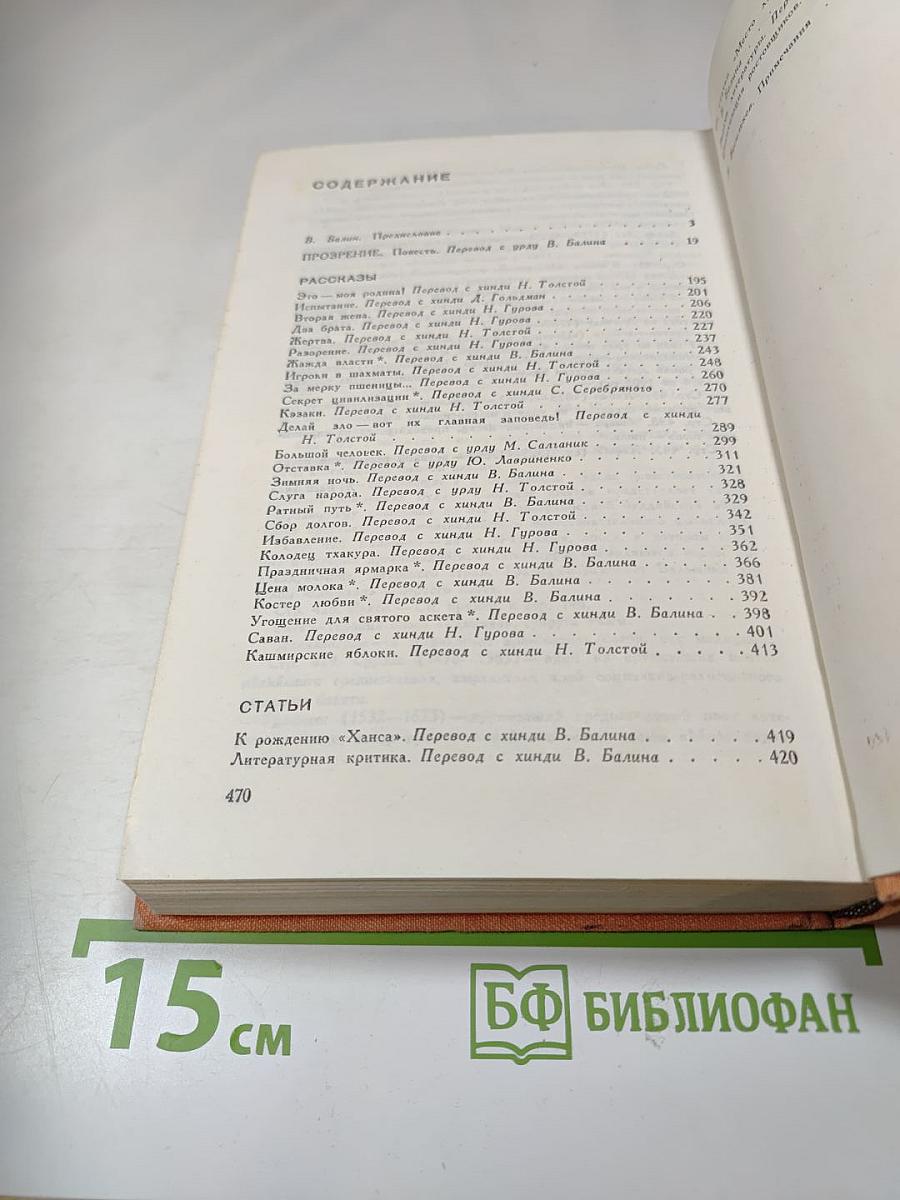 СОДЕРЖАНИЕ
В. Балин. Предисловие . . . . . . . . . . . . . . 3
ПРОЗРЕНИЕ. Повесть. Перевод с урду В. Балина . . . . 19
РАССКАЗЫ
Это — моя родина! Перевод с хинди Н. Толстой . . . . . . 195
Испытание. Перевод с хинди Д. Гольдман . . . . . . . 201
Вторая жена. Перевод с хинди Н. Гурова . . . . . . . 206
Два брата. Перевод с хинди Н. Гурова . . . . . . . . 220
Жертва. Перевод с хинди Н. Толстой . . . . . . . . 227
Разорение. Перевод с хинди Н. Гурова . . . . . . . . 237
Жажда власти*. Перевод с хинди В. Балина . . . . . . 243
Игроки в шахматы. Перевод с хинди Н. Толстой . . . . . 248
За мерку пшеницы... Перевод с хинди Н. Гурова . . . . . 260
Секрет цивилизации*. Перевод с хинди С. Серебряного . . . 270
Кэзаки. Перевод с хинди Н. Толстой . . . . . . . . 277
Делай зло — вот их главная заповедь! Перевод с хинди
Н. Толстой . . . . . . . . . . . . . . . 289
Большой человек. Перевод с урду М. Салганик . . . . . 299
Отставка*. Перевод с урду Ю. Лавриненко . . . . . . 311
Зимняя ночь. Перевод с хинди В. Балина . . . . . . . 321
Слуга народа. Перевод с урду Н. Толстой . . . . . . . 328
Ратный путь*. Перевод с хинди В. Балина . . . . . . . 329
Сбор долгов. Перевод с хинди Н. Толстой . . . . . . . 342
Избавление. Перевод с хинди Н. Гурова . . . . . . . . 351
Колодец тхакура. Перевод с хинди Н. Гурова . . . . . . 362
Праздничная ярмарка*. Перевод с хинди В. Балина . . . . 366
Цена молока*. Перевод с хинди В. Балина . . . . . . . 381
Костер любви*. Перевод с хинди В. Балина . . . . . . 392
Угощение для святого аскета*. Перевод с хинди В. Балина . . 398
Саван. Перевод с хинди Н. Гурова . . . . . . . . . 401
Кашмирские яблоки. Перевод с хинди Н. Толстой . . . . . 413
СТАТЬИ
К рождению «Ханса». Перевод с хинди В. Балина . . . . . . 419
Литературная критика. Перевод с хинди В. Балина . . . . . 420
470
Место
литературы. Пер
ростовщиков.
Примечания
15 см
БФ БИБЛИОФАН